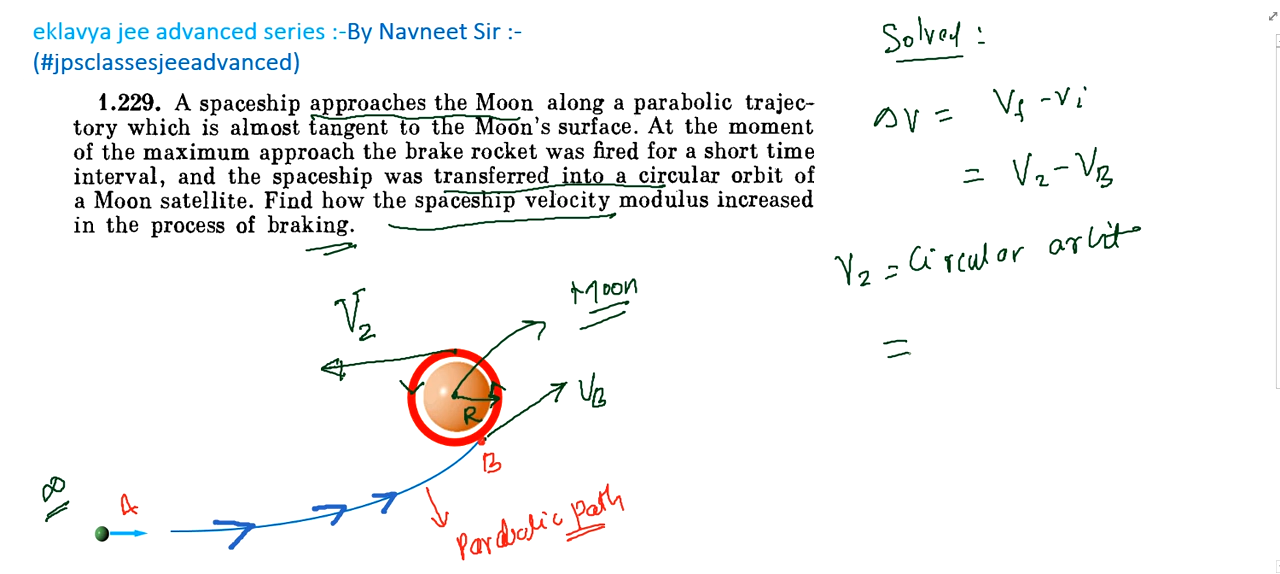 eklavya jee advanced series :-By Navneet Sir :-
(#jpsclassesjeeadvanced)
1.229. A spaceship approaches the Moon along a parabolic trajec-
tory which is almost tangent to the Moon's surface. At the moment
of the maximum approach the brake rocket was fired for a short time
interval, and the spaceship was transferred into a circular orbit of
a Moon satellite. Find how the spaceship velocity modulus increased
in the process of braking.
Solved :
ΔV = Vf - Vi
= V2 - VB
V2 = Circular arbit
=
Moon
V2
VB
R
B
∞
A
Parabolic Path